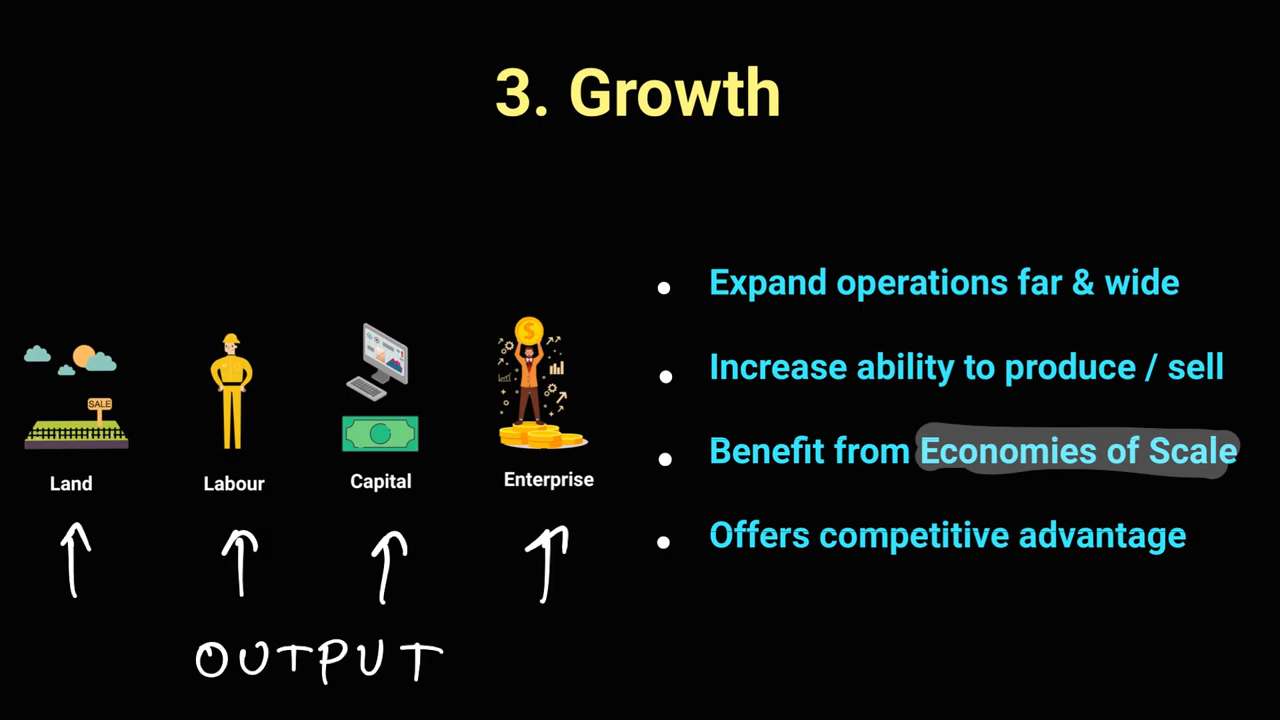 3. Growth
SALE
Land
Labour
Capital
Enterprise
OUTPUT
Expand operations far & wide
Increase ability to produce / sell
Benefit from Economies of Scale
Offers competitive advantage